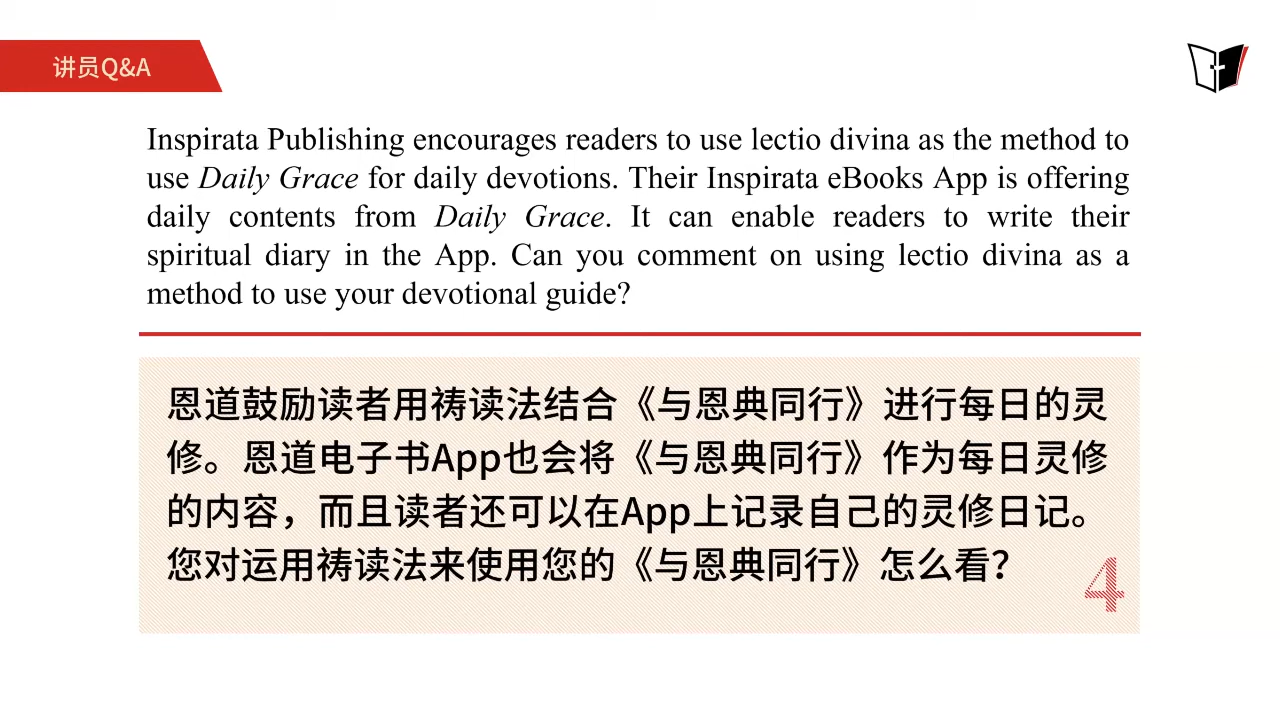 讲员Q&A
Inspirata Publishing encourages readers to use lectio divina as the method to
use Daily Grace for daily devotions. Their Inspirata eBooks App is offering
daily contents from Daily Grace. It can enable readers to write their
spiritual diary in the App. Can you comment on using lectio divina as a
method to use your devotional guide?
恩道鼓励读者用祷读法结合《与恩典同行》进行每日的灵
修。恩道电子书App也会将《与恩典同行》作为每日灵修
的内容，而且读者还可以在App上记录自己的灵修日记。
您对运用祷读法来使用您的《与恩典同行》怎么看？
4